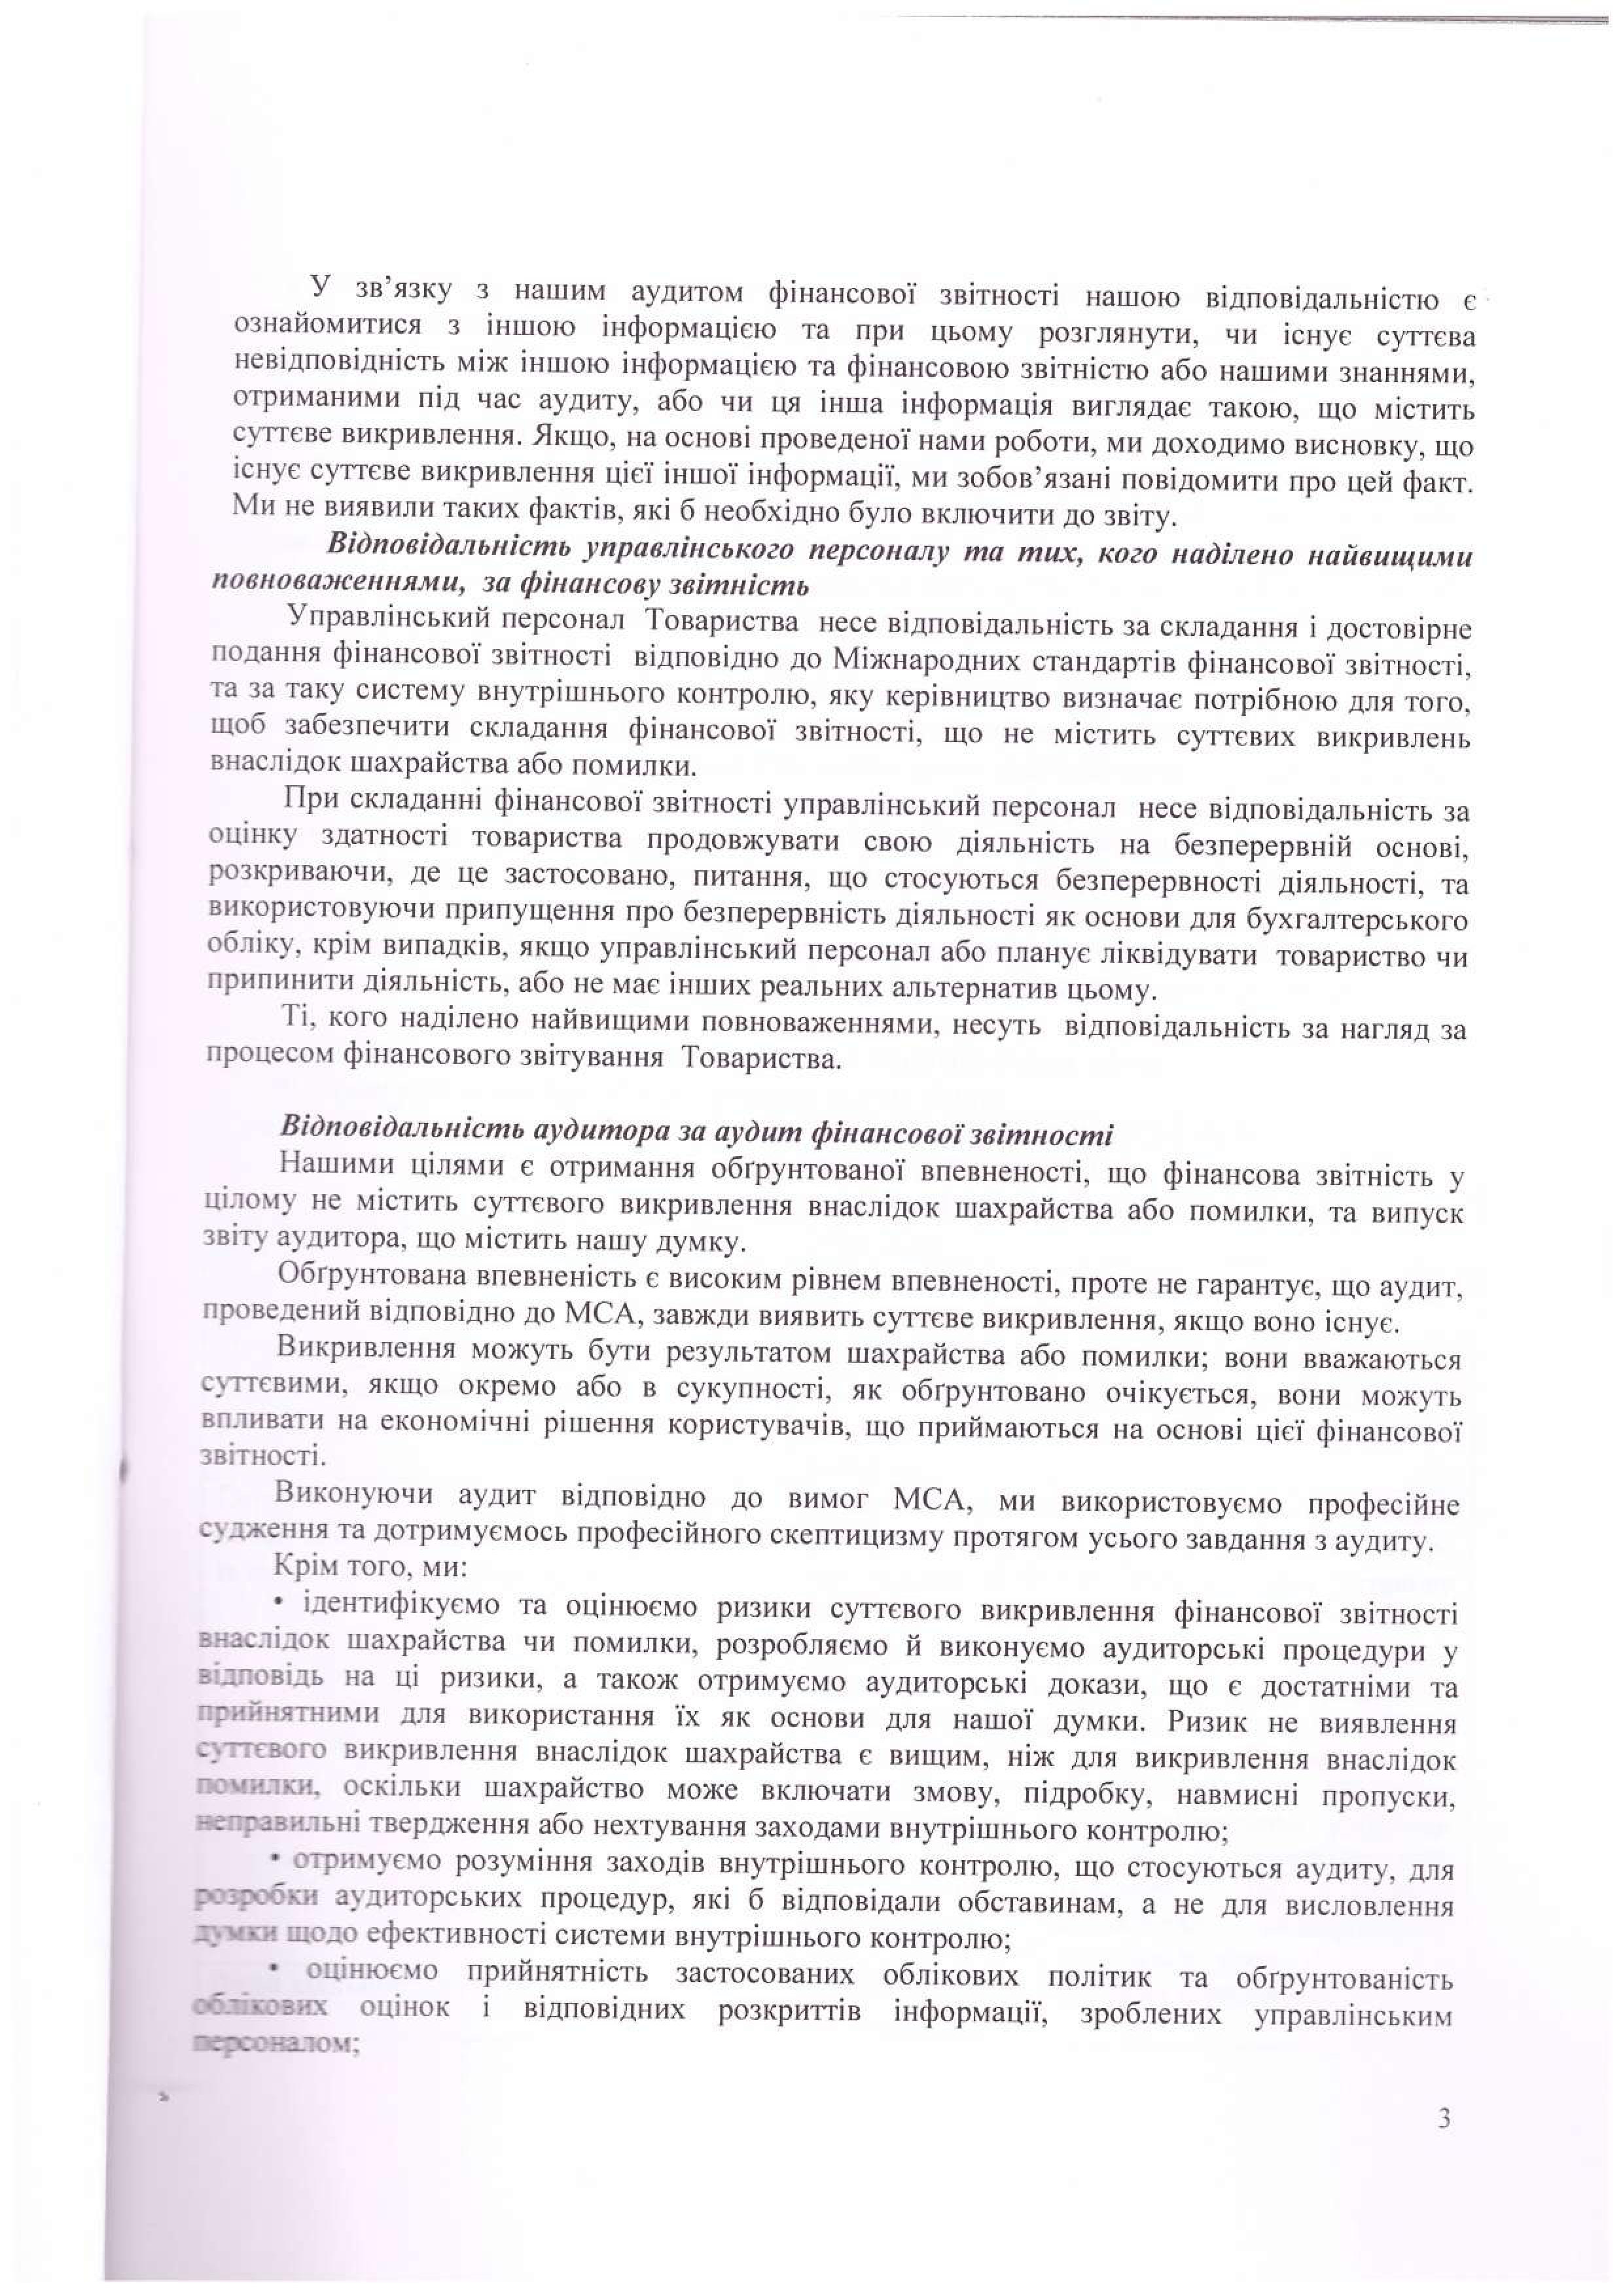 У зв’язку з нашим аудитом фінансової звітності нашою відповідальністю є
ознайомитися з іншою інформацією та при цьому розглянути, чи існує суттєва
невідповідність між іншою інформацією та фінансовою звітністю або нашими знаннями,
отриманими під час аудиту, або чи ця інша інформація виглядає такою, що містить
суттєве викривлення. Якщо, на основі проведеної нами роботи, ми доходимо висновку, що
існує суттєве викривлення цієї іншої інформації, ми зобов’язані повідомити про цей факт.
Ми не виявили таких фактів, які б необхідно було включити до звіту.
Відповідальність управлінського персоналу та тих, кого наділено найвищими
повноваженнями, за фінансову звітність
Управлінський персонал Товариства несе відповідальність за складання і достовірне
подання фінансової звітності відповідно до Міжнародних стандартів фінансової звітності,
та за таку систему внутрішнього контролю, яку керівництво визначає потрібною для того,
щоб забезпечити складання фінансової звітності, що не містить суттєвих викривлень
внаслідок шахрайства або помилки.
При складанні фінансової звітності управлінський персонал несе відповідальність за
оцінку здатності товариства продовжувати свою діяльність на безперервній основі,
розкриваючи, де це застосовано, питання, що стосуються безперервності діяльності, та
використовуючи припущення про безперервність діяльності як основи для бухгалтерського
обліку, крім випадків, якщо управлінський персонал або планує ліквідувати товариство чи
припинити діяльність, або не має інших реальних альтернатив цьому.
Ті, кого наділено найвищими повноваженнями, несуть відповідальність за нагляд за
процесом фінансового звітування Товариства.
Відповідальність аудитора за аудит фінансової звітності
Нашими цілями є отримання обґрунтованої впевненості, що фінансова звітність у
цілому не містить суттєвого викривлення внаслідок шахрайства або помилки, та випуск
звіту аудитора, що містить нашу думку.
Обґрунтована впевненість є високим рівнем впевненості, проте не гарантує, що аудит,
проведений відповідно до МСА, завжди виявить суттєве викривлення, якщо воно існує.
Викривлення можуть бути результатом шахрайства або помилки; вони вважаються
суттєвими, якщо окремо або в сукупності, як обґрунтовано очікується, вони можуть
впливати на економічні рішення користувачів, що приймаються на основі цієї фінансової
звітності.
Виконуючи аудит відповідно до вимог МСА, ми використовуємо професійне
судження та дотримуємось професійного скептицизму протягом усього завдання з аудиту.
Крім того, ми:
• ідентифікуємо та оцінюємо ризики суттєвого викривлення фінансової звітності
внаслідок шахрайства чи помилки, розробляємо й виконуємо аудиторські процедури у
відповідь на ці ризики, а також отримуємо аудиторські докази, що є достатніми та
прийнятними для використання їх як основи для нашої думки. Ризик не виявлення
суттєвого викривлення внаслідок шахрайства є вищим, ніж для викривлення внаслідок
помилки, оскільки шахрайство може включати змову, підробку, навмисні пропуски,
неправильні твердження або нехтування заходами внутрішнього контролю;
• отримуємо розуміння заходів внутрішнього контролю, що стосуються аудиту, для
розробки аудиторських процедур, які б відповідали обставинам, а не для висловлення
думки щодо ефективності системи внутрішнього контролю;
• оцінюємо прийнятність застосованих облікових політик та обґрунтованість
облікових оцінок і відповідних розкриттів інформації, зроблених управлінським
персоналом;
3